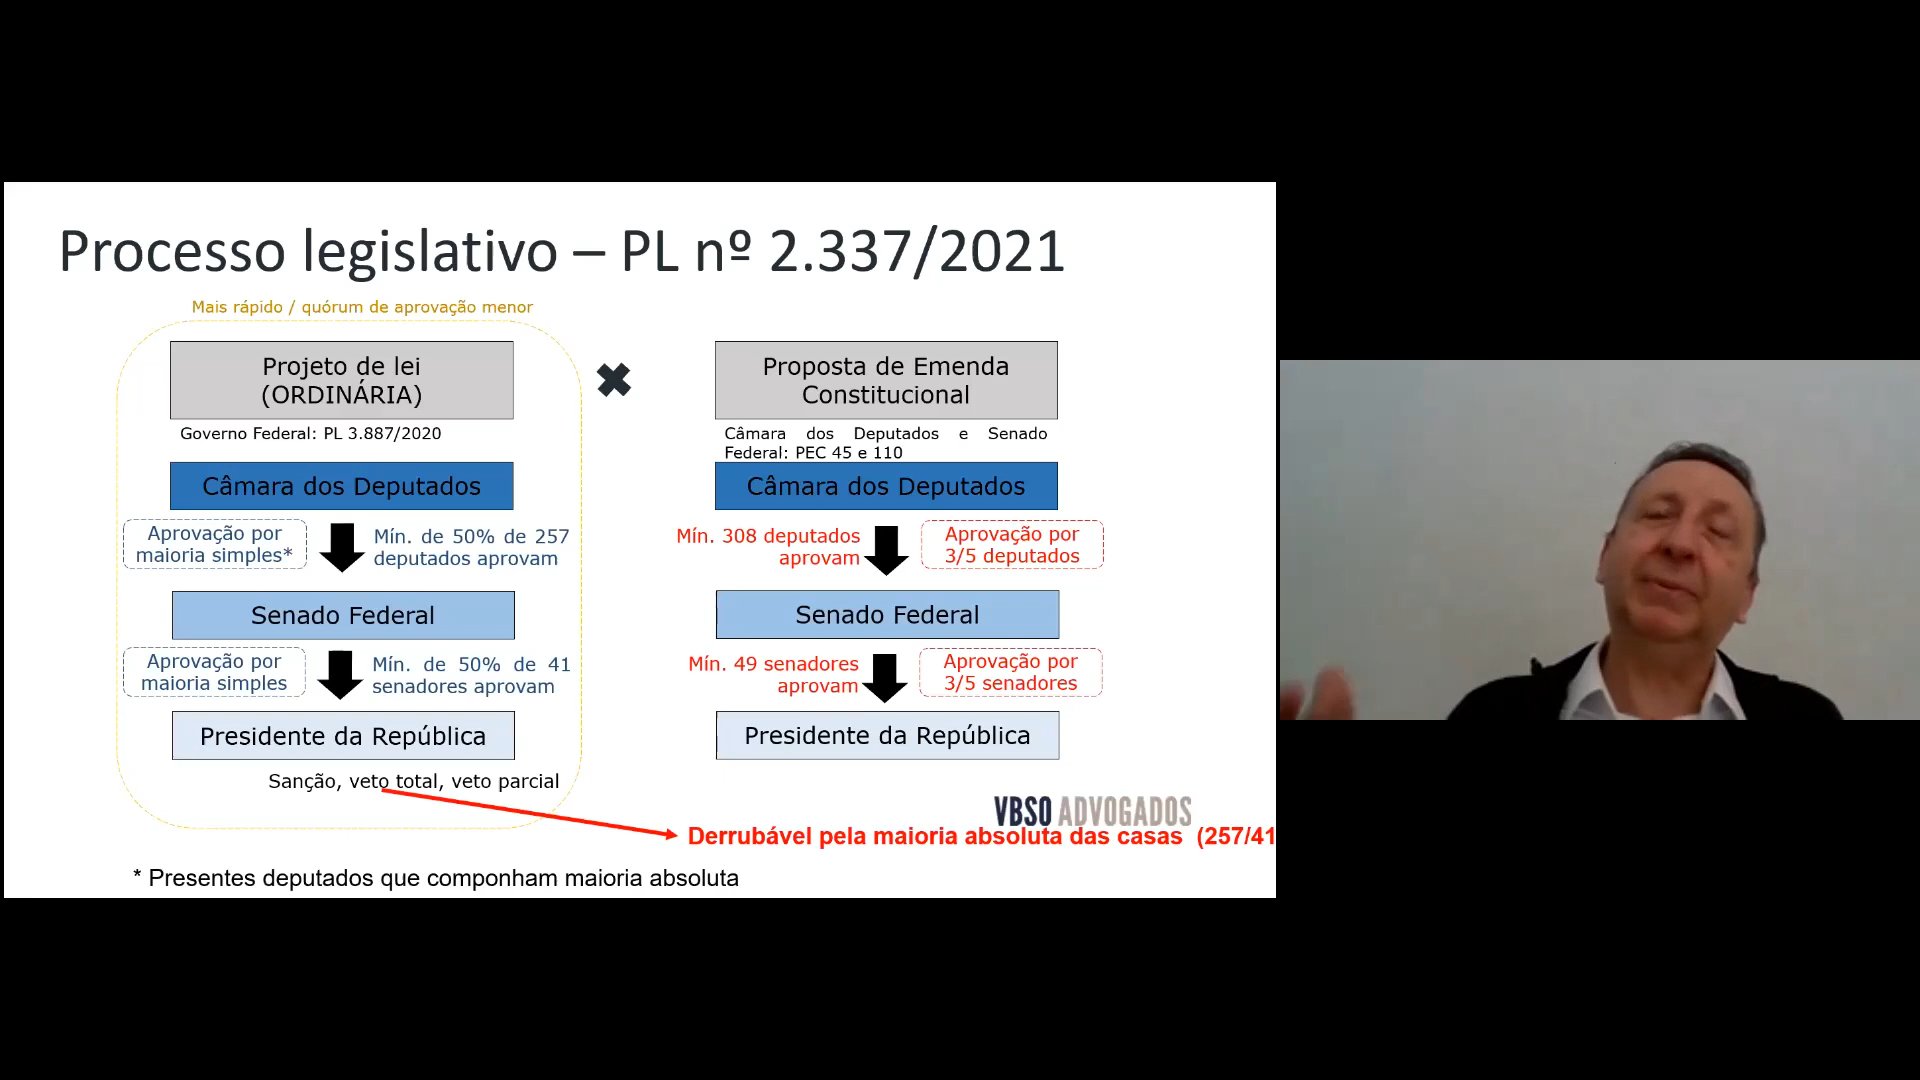 Processo legislativo – PL nº 2.337/2021
Mais rápido / quórum de aprovação menor
Projeto de lei
(ORDINÁRIA)
Governo Federal: PL 3.887/2020
Câmara dos Deputados
Aprovação por
maioria simples*
Mín. de 50% de 257
deputados aprovam
Senado Federal
Aprovação por
maioria simples
Mín. de 50% de 41
senadores aprovam
Presidente da República
Sanção, veto total, veto parcial
Proposta de Emenda
Constitucional
Câmara dos Deputados e Senado
Federal: PEC 45 e 110
Câmara dos Deputados
Mín. 308 deputados
aprovam
Aprovação por
3/5 deputados
Senado Federal
Mín. 49 senadores
aprovam
Aprovação por
3/5 senadores
Presidente da República
VBSO ADVOGADOS
Derrubável pela maioria absoluta das casas (257/41
* Presentes deputados que componham maioria absoluta